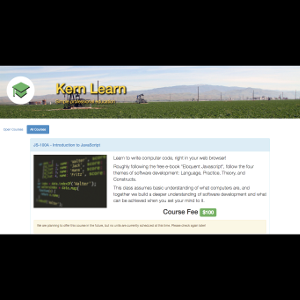 Kern Learn
All Courses
JS-100A - Introduction to JavaScript
Learn to write computer code, right in your web browser!
Roughly following the free e-book "Eloquent Javascript", follow the four
themes of software development: Language, Practice, Theory, and
Constructs.
The class assumes basic understanding of what computers are, and
together we build a deeper understanding of software development and what
can be achieved when you set your mind to it.
Course Fee $100
We are planning to offer this course in the future, but no units are currently scheduled at this time. Please check again later!